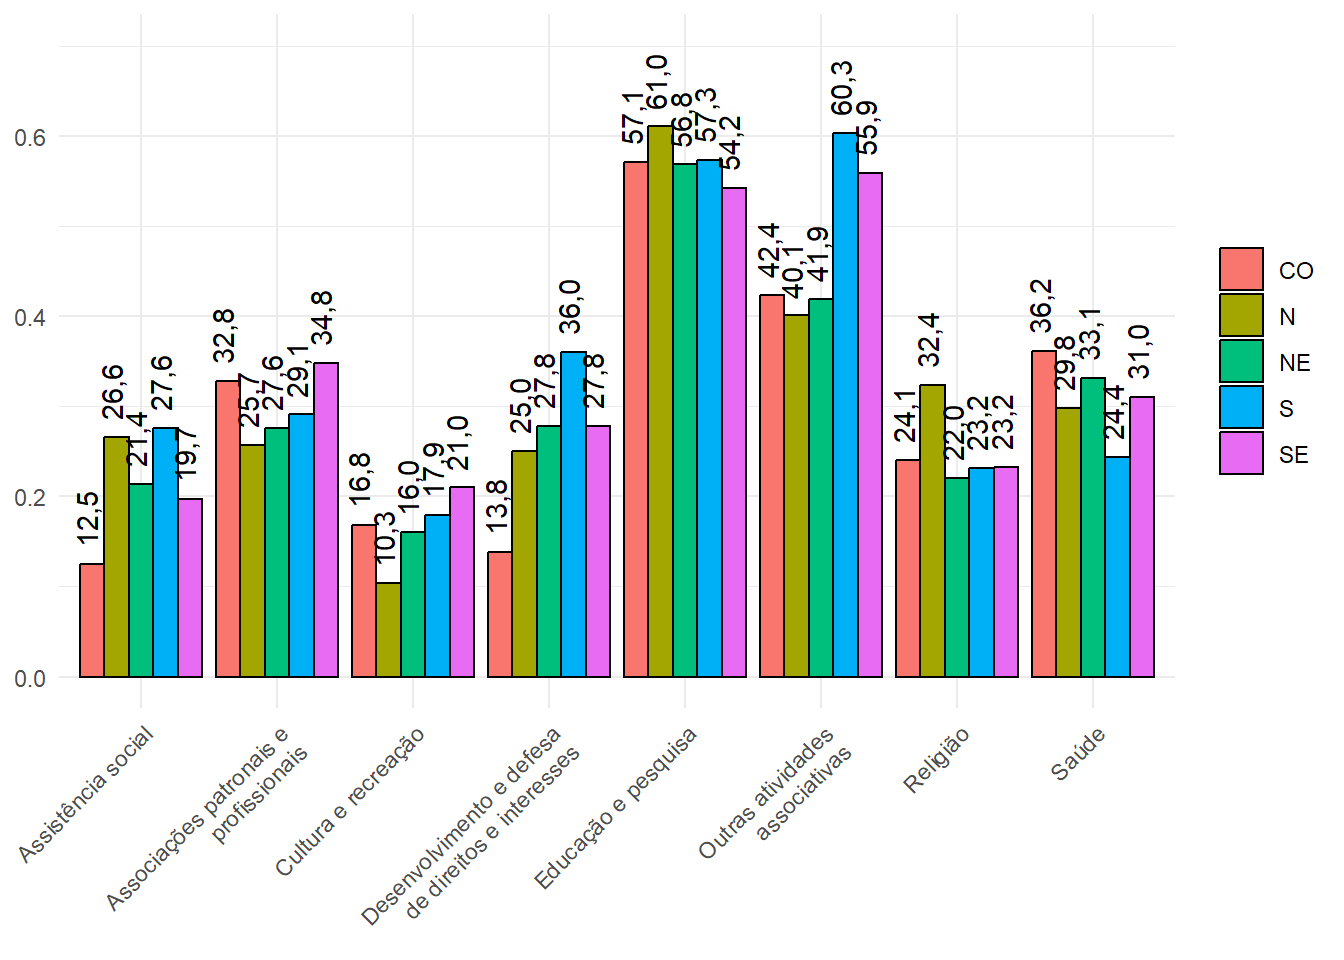 0.6
0.4
0.2
0.0
12,5
26,6
21,4
27,6
19,7
32,8
25,7
27,6
29,1
34,8
16,8
10,3
16,0
17,9
21,0
13,8
25,0
27,8
36,0
27,8
57,1
61,0
56,8
57,3
54,2
42,4
40,1
41,9
60,3
55,9
24,1
32,4
22,0
23,2
23,2
36,2
29,8
33,1
24,4
31,0
Assistência social
Associações patronais e
profissionais
Cultura e recreação
Desenvolvimento e defesa
de direitos e interesses
Educação e pesquisa
Outras atividades
associativas
Religião
Saúde
CO
N
NE
S
SE